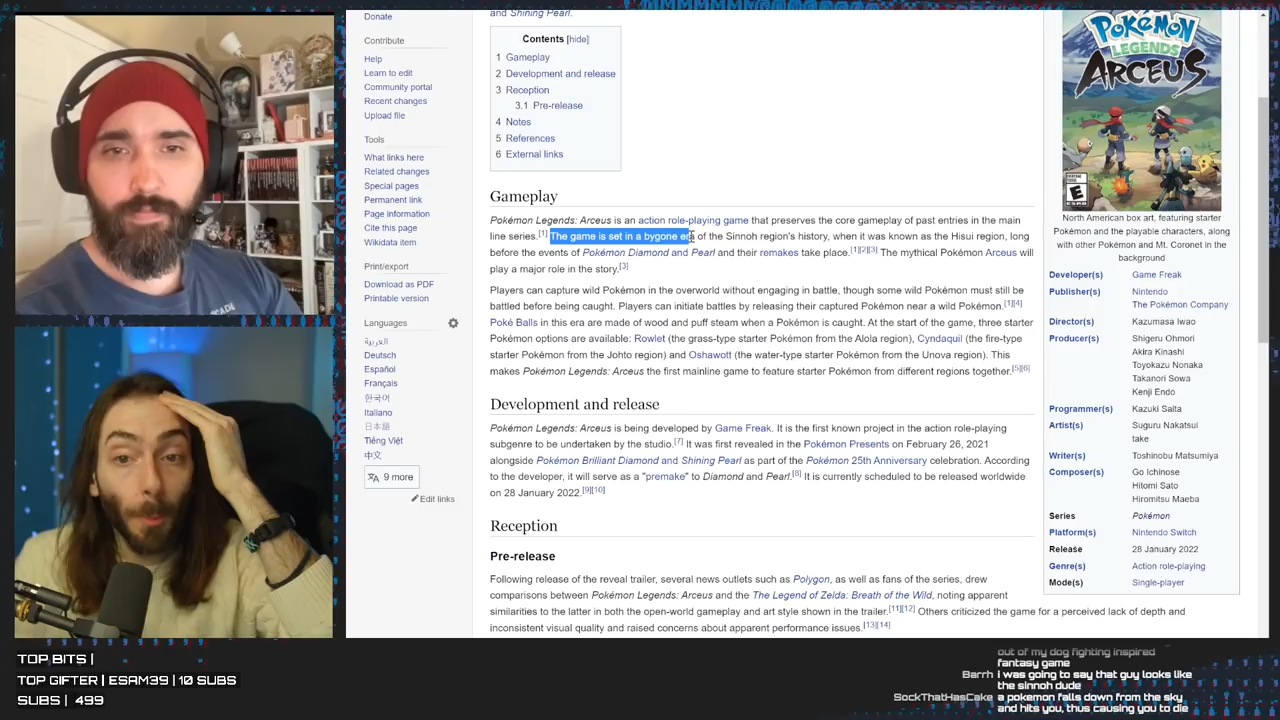 Donate
Contribute
Help
Learn to edit
Community portal
Recent changes
Upload file
Tools
What links here
Related changes
Special pages
Permanent link
Page information
Cite this page
Wikidata item
Print/export
Download as PDF
Printable version
Languages
العربية
Deutsch
Español
Français
한국어
Italiano
日本語
Tiếng Việt
中文
9 more
Edit links
and Shining Pearl.
Contents [hide]
1 Gameplay
2 Development and release
3 Reception
3.1 Pre-release
4 Notes
5 References
6 External links
Gameplay
Pokémon Legends: Arceus is an action role-playing game that preserves the core gameplay of past entries in the main
line series.[1] The game is set in a bygone era of the Sinnoh region's history, when it was known as the Hisui region, long
before the events of Pokémon Diamond and Pearl and their remakes take place.[1][2][3] The mythical Pokémon Arceus will
play a major role in the story.[3]
Players can capture wild Pokémon in the overworld without engaging in battle, though some wild Pokémon must still be
battled before being caught. Players can initiate battles by releasing their captured Pokémon near a wild Pokémon.[1][4]
Poké Balls in this era are made of wood and puff steam when a Pokémon is caught. At the start of the game, three starter
Pokémon options are available: Rowlet (the grass-type starter Pokémon from the Alola region), Cyndaquil (the fire-type
starter Pokémon from the Johto region) and Oshawott (the water-type starter Pokémon from the Unova region). This
makes Pokémon Legends: Arceus the first mainline game to feature starter Pokémon from different regions together.[5][6]
Development and release
Pokémon Legends: Arceus is being developed by Game Freak. It is the first known project in the action role-playing
subgenre to be undertaken by the studio.[7] It was first revealed in the Pokémon Presents on February 26, 2021
alongside Pokémon Brilliant Diamond and Shining Pearl as part of the Pokémon 25th Anniversary celebration. According
to the developer, it will serve as a "premake" to Diamond and Pearl.[8] It is currently scheduled to be released worldwide
on 28 January 2022.[9][10]
Reception
Pre-release
Following release of the reveal trailer, several news outlets such as Polygon, as well as fans of the series, drew
comparisons between Pokémon Legends: Arceus and the The Legend of Zelda: Breath of the Wild, noting apparent
similarities to the latter in both the open-world gameplay and art style shown in the trailer.[11][12] Others criticized the game for a perceived lack of depth and
inconsistent visual quality and raised concerns about apparent performance issues.[13][14]
POKÉMON
LEGENDS
ARCEUS
EVERYONE
E
ESRB
North American box art, featuring
Pokémon and the playable characters, along
with other Pokémon and Mt. Coronet in the
background
Developer(s) Game Freak
Publisher(s) Nintendo
The Pokémon Company
Director(s) Kazumasa Iwao
Producer(s) Shigeru Ohmori
Akira Kinashi
Toyokazu Nonaka
Takanori Sowa
Kenji Endo
Programmer(s) Kazuki Saita
Artist(s) Suguru Nakatsui
take
Writer(s) Toshinobu Matsumiya
Composer(s) Go Ichinose
Hitomi Sato
Hiromitsu Maeba
Series Pokémon
Platform(s) Nintendo Switch
Release 28 January 2022
Genre(s) Action role-playing
Mode(s) Single-player
TOP BITS |
TOP GIFTER | ESAM39 | 10 SUBS
SUBS | 499
out of my dog fighting inspired
fantasy game
Barrh i was going to say that guy looks like
the sinnoh dude
SockThatHasCake a pokemon falls down from the sky
and hits you, thus causing you to die